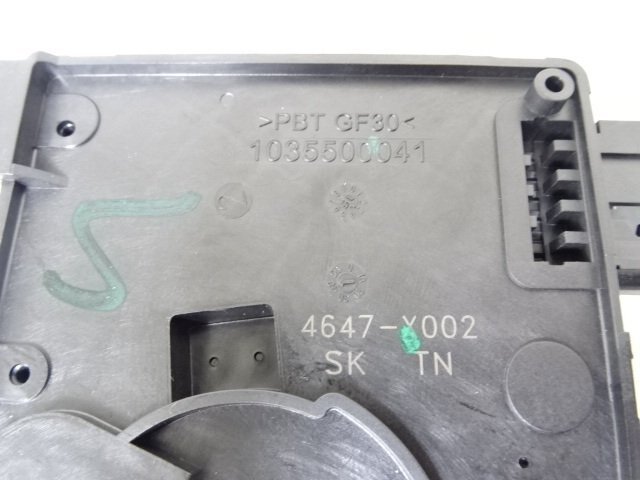 >PBT GF30<
1035500041
4647-X002
SK TN